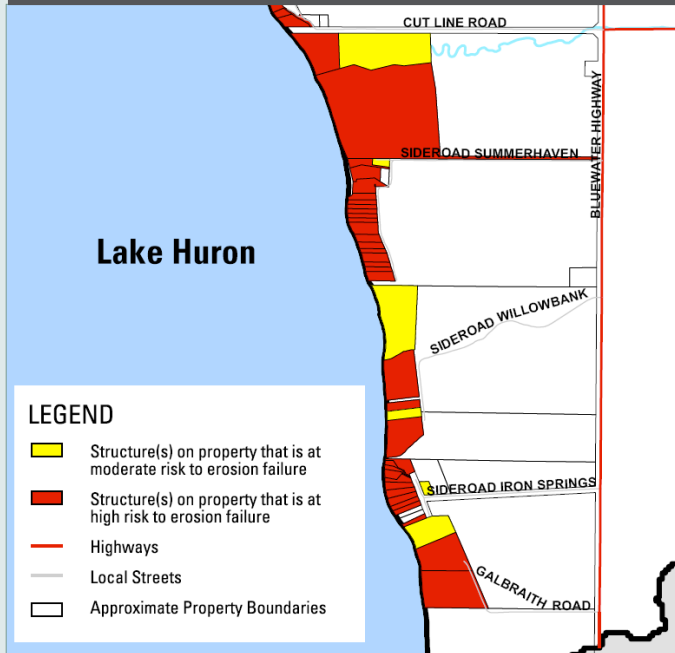 CUT LINE ROAD
SIDEROAD SUMMERHAVEN
BLUEWATER HIGHWAY
Lake Huron
SIDEROAD WILLOWBANK
LEGEND
Structure(s) on property that is at
moderate risk to erosion failure
Structure(s) on property that is at
high risk to erosion failure
Highways
Local Streets
Approximate Property Boundaries
SIDEROAD IRON SPRINGS
GALBRAITH ROAD